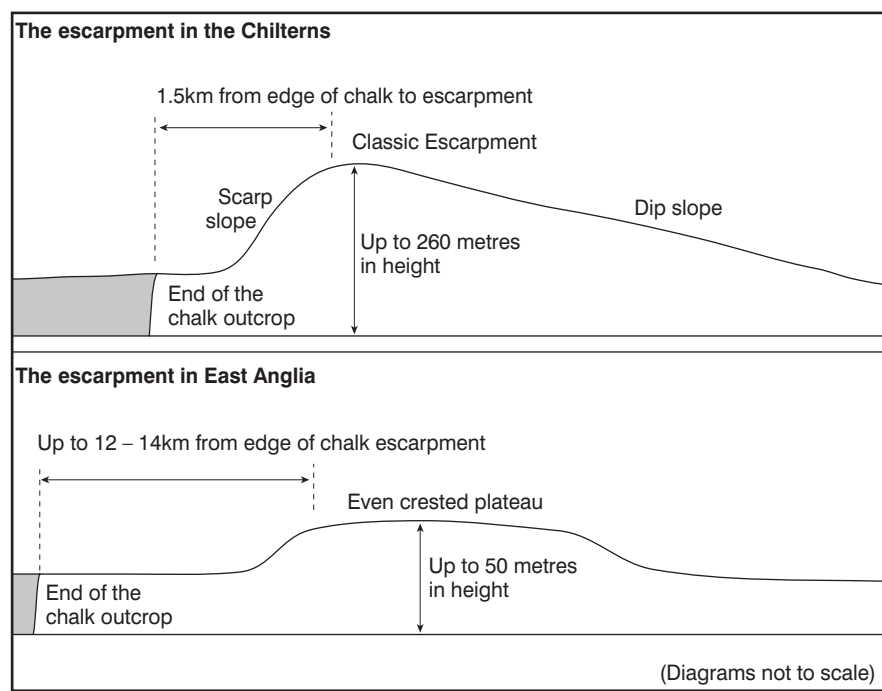 The escarpment in the Chilterns
1.5km from edge of chalk to escarpment
Classic Escarpment
Scarp
slope
Dip slope
Up to 260 metres
in height
End of the
chalk outcrop
The escarpment in East Anglia
Up to 12 – 14km from edge of chalk escarpment
Even crested plateau
Up to 50 metres
in height
End of the
chalk outcrop
(Diagrams not to scale)